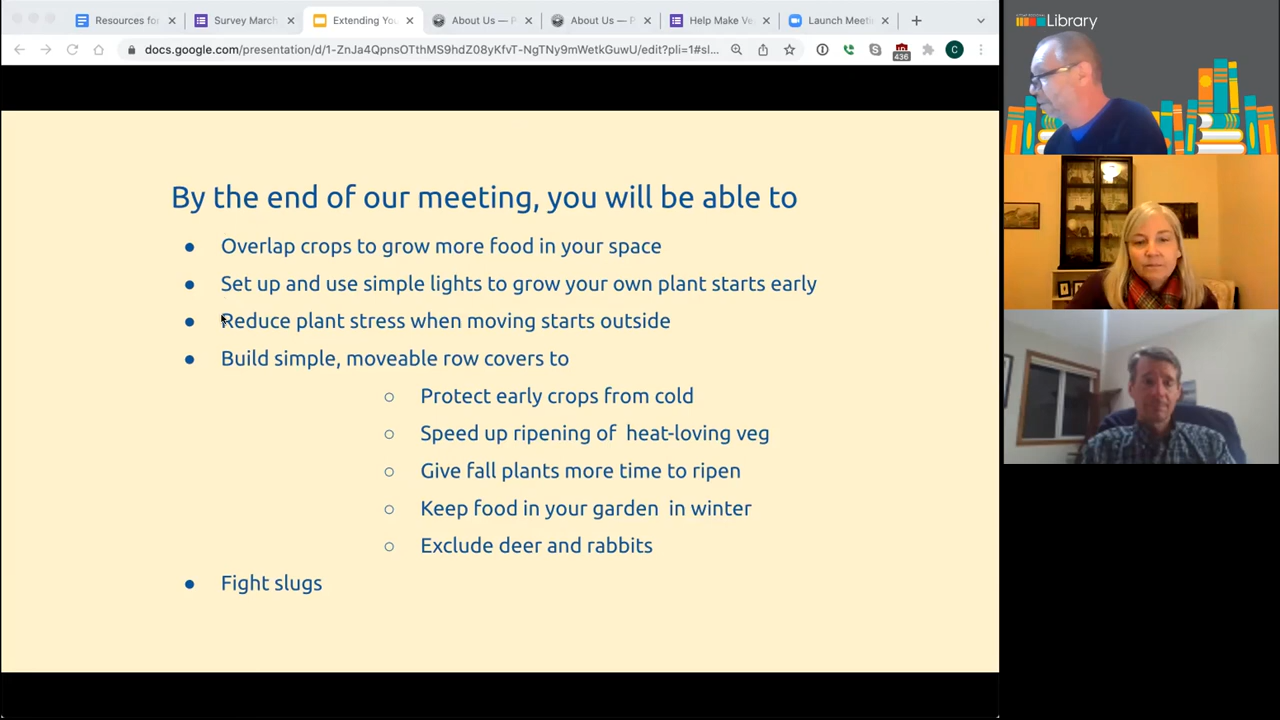 Resources for
Survey March
Extending You
About Us — P
About Us — P
Help Make Ve
Launch Meeti
docs.google.com/presentation/d/1-ZnJa4QpnsOTthMS9hdZ08yKfvT-NgTNy9mWetkGuwU/edit?pli=1#sl...
436
C
Library
By the end of our meeting, you will be able to
● Overlap crops to grow more food in your space
● Set up and use simple lights to grow your own plant starts early
● Reduce plant stress when moving starts outside
● Build simple, moveable row covers to
○ Protect early crops from cold
○ Speed up ripening of heat-loving veg
○ Give fall plants more time to ripen
○ Keep food in your garden in winter
○ Exclude deer and rabbits
● Fight slugs